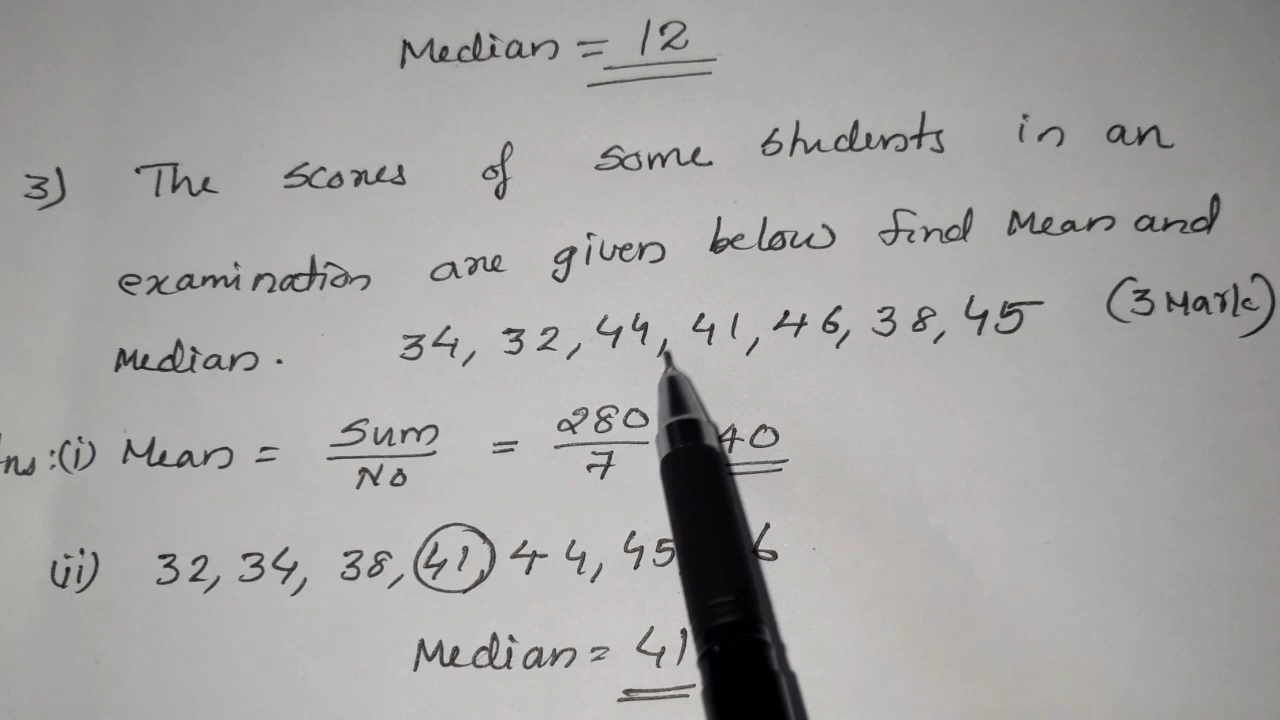 Median = 12
3) The scores of some students in an
examination are given below find Mean and
Median. 34, 32, 44, 41, 46, 38, 45 (3 Mark)
Ans:(i) Mean = Sum/No = 280/7 40
(ii) 32, 34, 38, 41, 44, 45 6
Median = 41